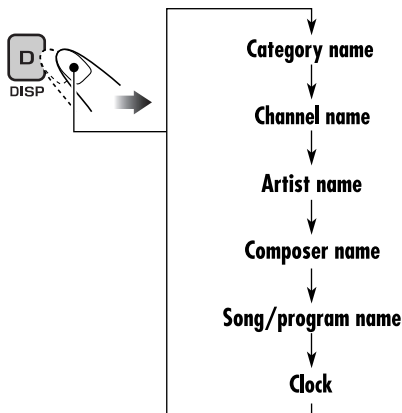 D
DISP
Category name
Channel name
Artist name
Composer name
Song/program name
Clock